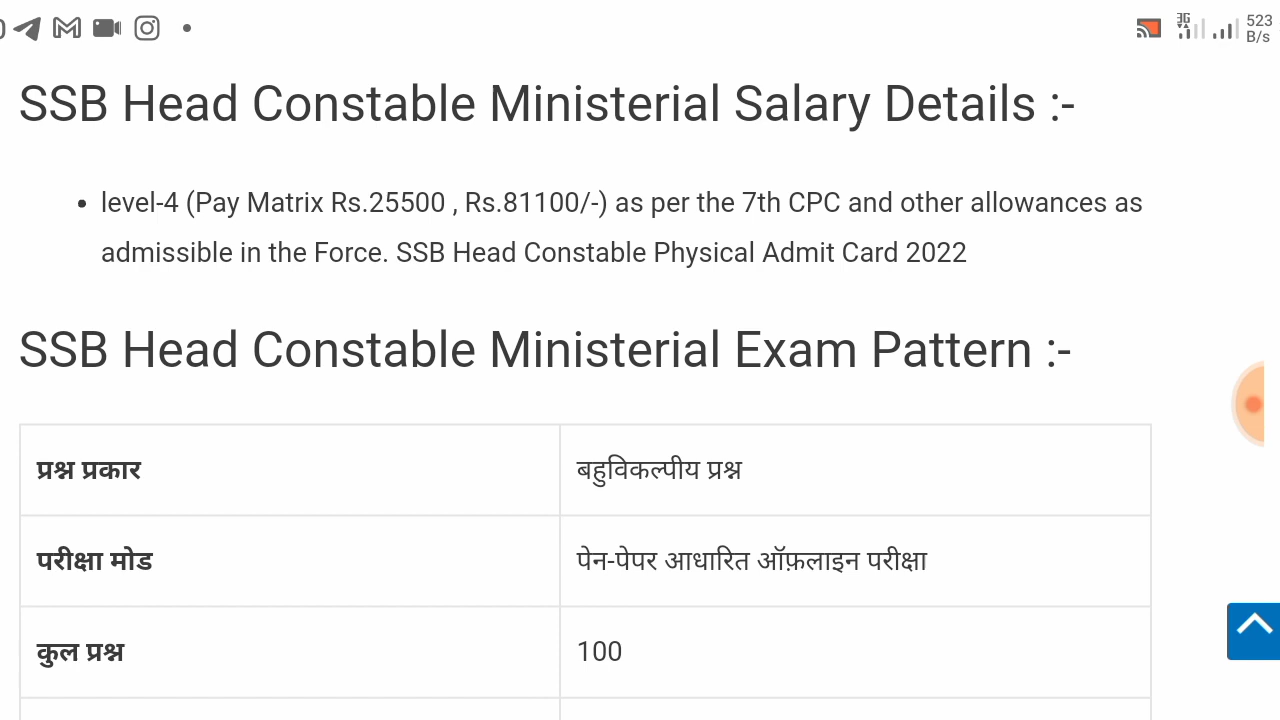 3G
523
B/s
SSB Head Constable Ministerial Salary Details :-
• level-4 (Pay Matrix Rs.25500 , Rs.81100/-) as per the 7th CPC and other allowances as
admissible in the Force. SSB Head Constable Physical Admit Card 2022
SSB Head Constable Ministerial Exam Pattern :-
प्रश्न प्रकार बहुविकल्पीय प्रश्न
परीक्षा मोड पेन-पेपर आधारित ऑफ़लाइन परीक्षा
कुल प्रश्न 100